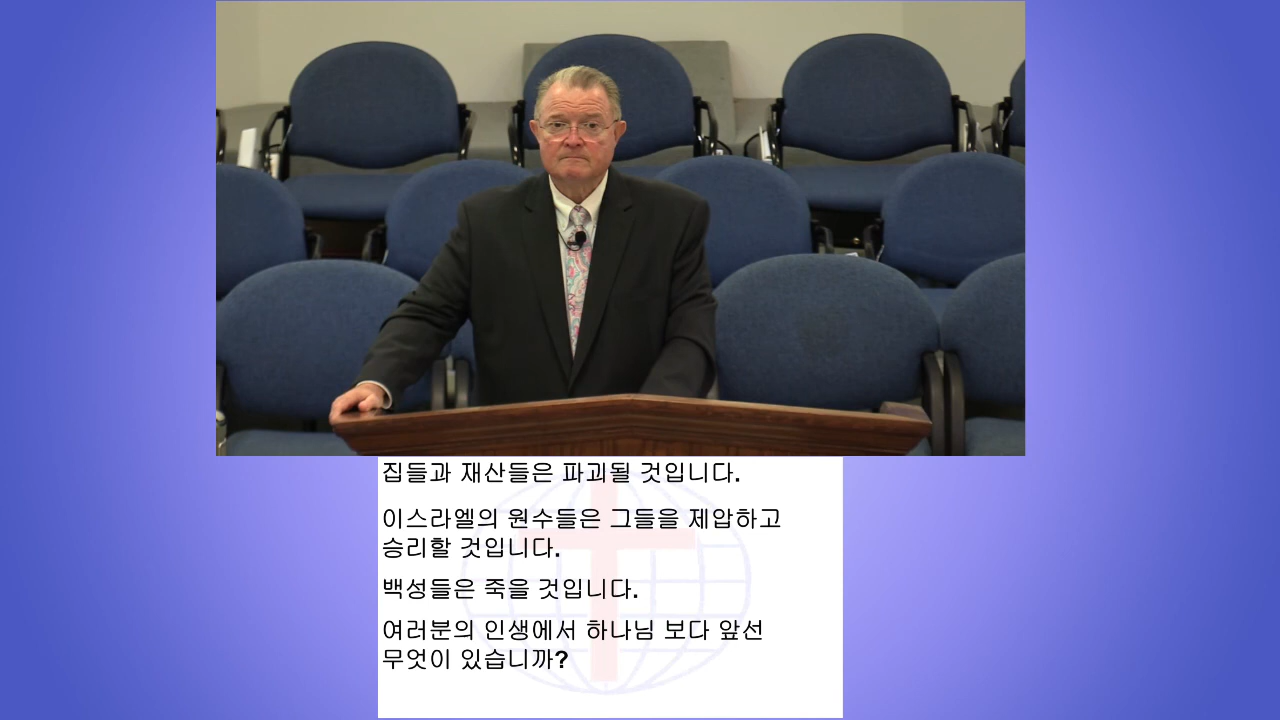 집들과 재산들은 파괴될 것입니다.
이스라엘의 원수들은 그들을 제압하고
승리할 것입니다.
백성들은 죽을 것입니다.
여러분의 인생에서 하나님 보다 앞선
무엇이 있습니까?